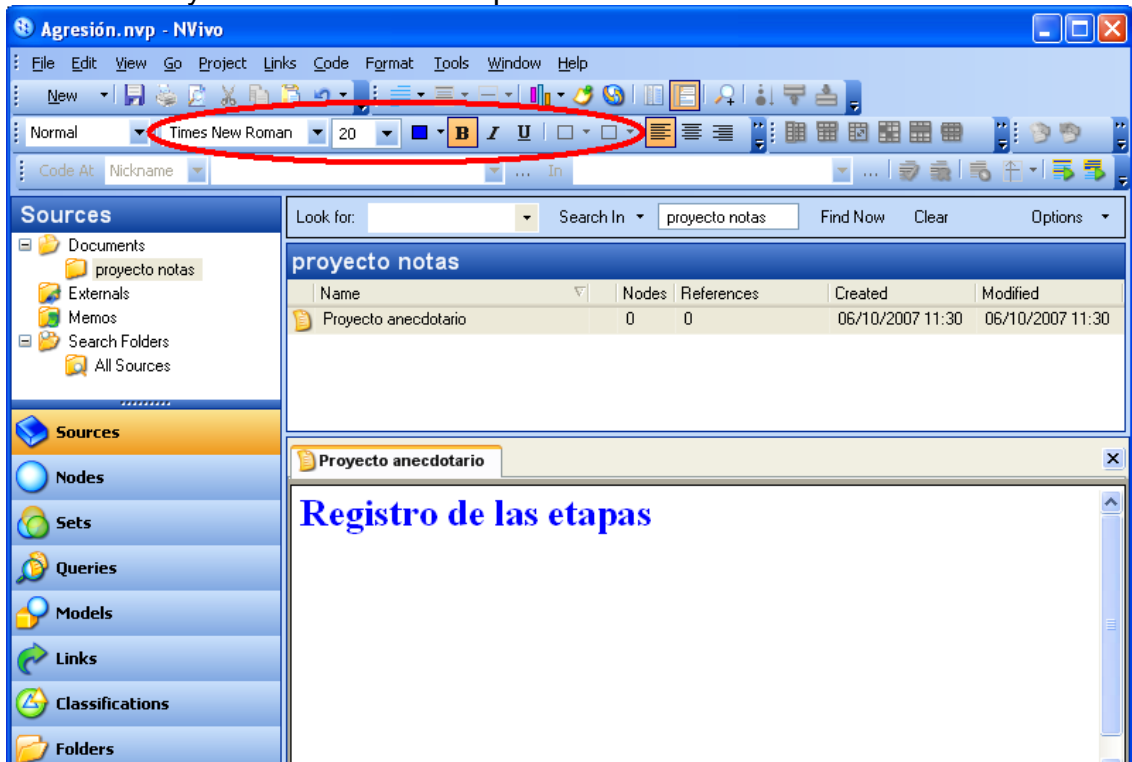 Agresión.nvp - NVivo
File Edit View Go Project Links Code Format Tools Window Help
New
Normal Times New Roman 20 B I U
Code At Nickname ... In ...
Sources
Look for: Search In proyecto notas Find Now Clear Options
Documents
proyecto notas
Externals
Memos
Search Folders
All Sources
proyecto notas
Name Nodes References Created Modified
Proyecto anecdotario 0 0 06/10/2007 11:30 06/10/2007 11:30
Sources
Nodes
Sets
Queries
Models
Links
Classifications
Folders
Proyecto anecdotario
Registro de las etapas